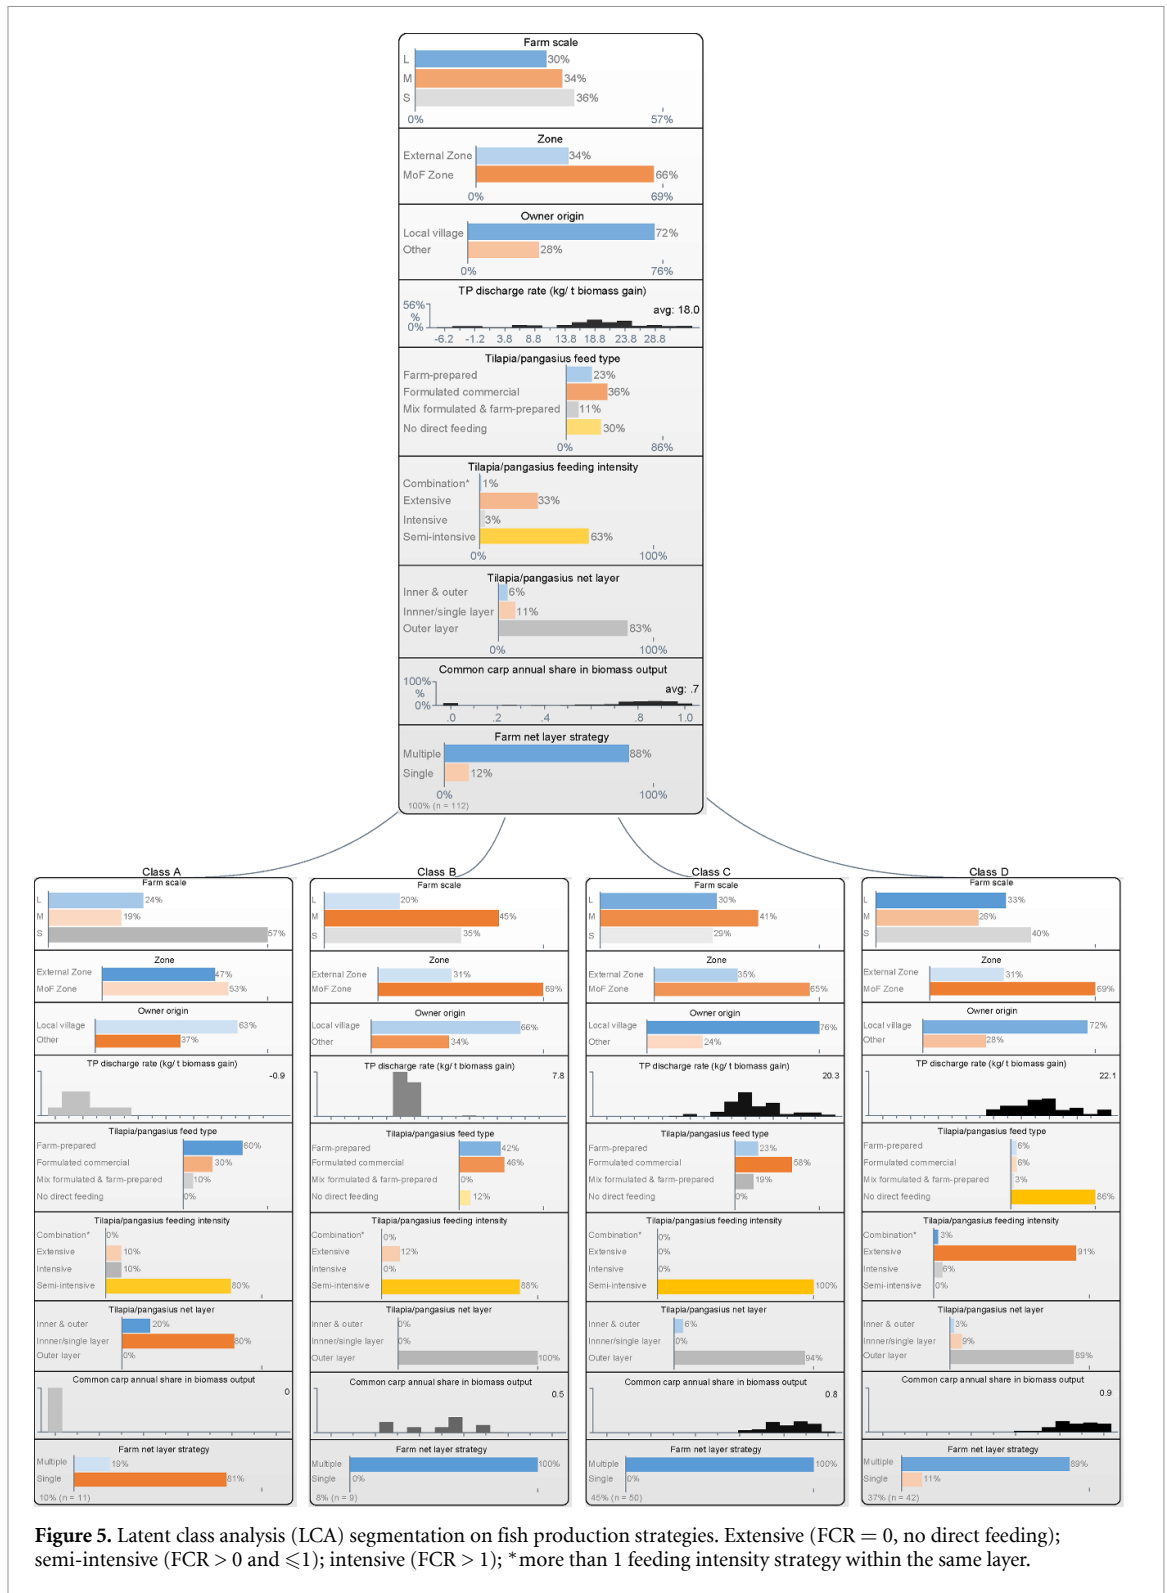 Farm scale
L 30%
M 34%
S 36%
0% 57%
Zone
External Zone 34%
MoF Zone 66%
0% 69%
Owner origin
Local village 72%
Other 28%
0% 76%
TP discharge rate (kg/ t biomass gain)
56% avg: 18.0
%
0%
-6.2 -1.2 3.8 8.8 13.8 18.8 23.8 28.8
Tilapia/pangasius feed type
Farm-prepared 23%
Formulated commercial 36%
Mix formulated & farm-prepared 11%
No direct feeding 30%
0% 86%
Tilapia/pangasius feeding intensity
Combination* 1%
Extensive 33%
Intensive 3%
Semi-intensive 63%
0% 100%
Tilapia/pangasius net layer
Inner & outer 6%
Innner/single layer 11%
Outer layer 83%
0% 100%
Common carp annual share in biomass output
100% avg: .7
%
0%
.0 .2 .4 .8 1.0
Farm net layer strategy
Multiple 88%
Single 12%
0% 100%
100% (n = 112)
Class A
Farm scale
L 24%
M 19%
S 57%
Zone
External Zone 47%
MoF Zone 53%
Owner origin
Local village 63%
Other 37%
TP discharge rate (kg/ t biomass gain)
-0.9
Tilapia/pangasius feed type
Farm-prepared 60%
Formulated commercial 30%
Mix formulated & farm-prepared 10%
No direct feeding 0%
Tilapia/pangasius feeding intensity
Combination* 0%
Extensive 10%
Intensive 10%
Semi-intensive 80%
Tilapia/pangasius net layer
Inner & outer 20%
Innner/single layer 80%
Outer layer 0%
Common carp annual share in biomass output
0
Farm net layer strategy
Multiple 19%
Single 81%
10% (n = 11)
Class B
Farm scale
L 20%
M 45%
S 35%
Zone
External Zone 31%
MoF Zone 69%
Owner origin
Local village 66%
Other 34%
TP discharge rate (kg/ t biomass gain)
7.8
Tilapia/pangasius feed type
Farm-prepared 42%
Formulated commercial 46%
Mix formulated & farm-prepared 0%
No direct feeding 12%
Tilapia/pangasius feeding intensity
Combination* 0%
Extensive 12%
Intensive 0%
Semi-intensive 88%
Tilapia/pangasius net layer
Inner & outer 0%
Innner/single layer 0%
Outer layer 100%
Common carp annual share in biomass output
0.5
Farm net layer strategy
Multiple 100%
Single 0%
8% (n = 9)
Class C
Farm scale
L 30%
M 41%
S 29%
Zone
External Zone 35%
MoF Zone 65%
Owner origin
Local village 76%
Other 24%
TP discharge rate (kg/ t biomass gain)
20.3
Tilapia/pangasius feed type
Farm-prepared 23%
Formulated commercial 58%
Mix formulated & farm-prepared 19%
No direct feeding 0%
Tilapia/pangasius feeding intensity
Combination* 0%
Extensive 0%
Intensive 0%
Semi-intensive 100%
Tilapia/pangasius net layer
Inner & outer 6%
Innner/single layer 0%
Outer layer 94%
Common carp annual share in biomass output
0.8
Farm net layer strategy
Multiple 100%
Single 0%
45% (n = 50)
Class D
Farm scale
L 33%
M 26%
S 40%
Zone
External Zone 31%
MoF Zone 69%
Owner origin
Local village 72%
Other 28%
TP discharge rate (kg/ t biomass gain)
22.1
Tilapia/pangasius feed type
Farm-prepared 6%
Formulated commercial 6%
Mix formulated & farm-prepared 3%
No direct feeding 86%
Tilapia/pangasius feeding intensity
Combination* 3%
Extensive 91%
Intensive 6%
Semi-intensive 0%
Tilapia/pangasius net layer
Inner & outer 3%
Innner/single layer 9%
Outer layer 89%
Common carp annual share in biomass output
0.9
Farm net layer strategy
Multiple 89%
Single 11%
37% (n = 42)
Figure 5. Latent class analysis (LCA) segmentation on fish production strategies. Extensive (FCR = 0, no direct feeding);
semi-intensive (FCR > 0 and ⩽1); intensive (FCR > 1); *more than 1 feeding intensity strategy within the same layer.